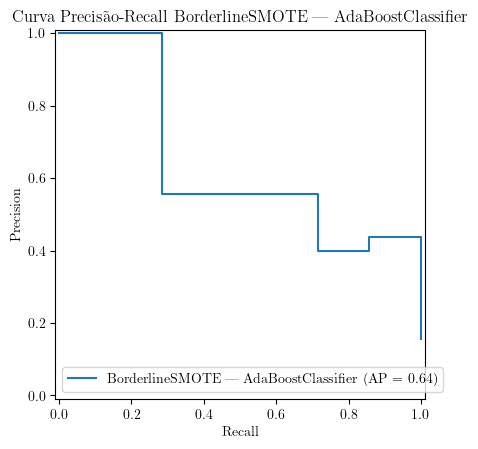 Curva Precisão-Recall BorderlineSMOTE — AdaBoostClassifier
1.0
0.8
0.6
0.4
0.2
0.0
Precision
BorderlineSMOTE — AdaBoostClassifier (AP = 0.64)
0.0 0.2 0.4 0.6 0.8 1.0
Recall